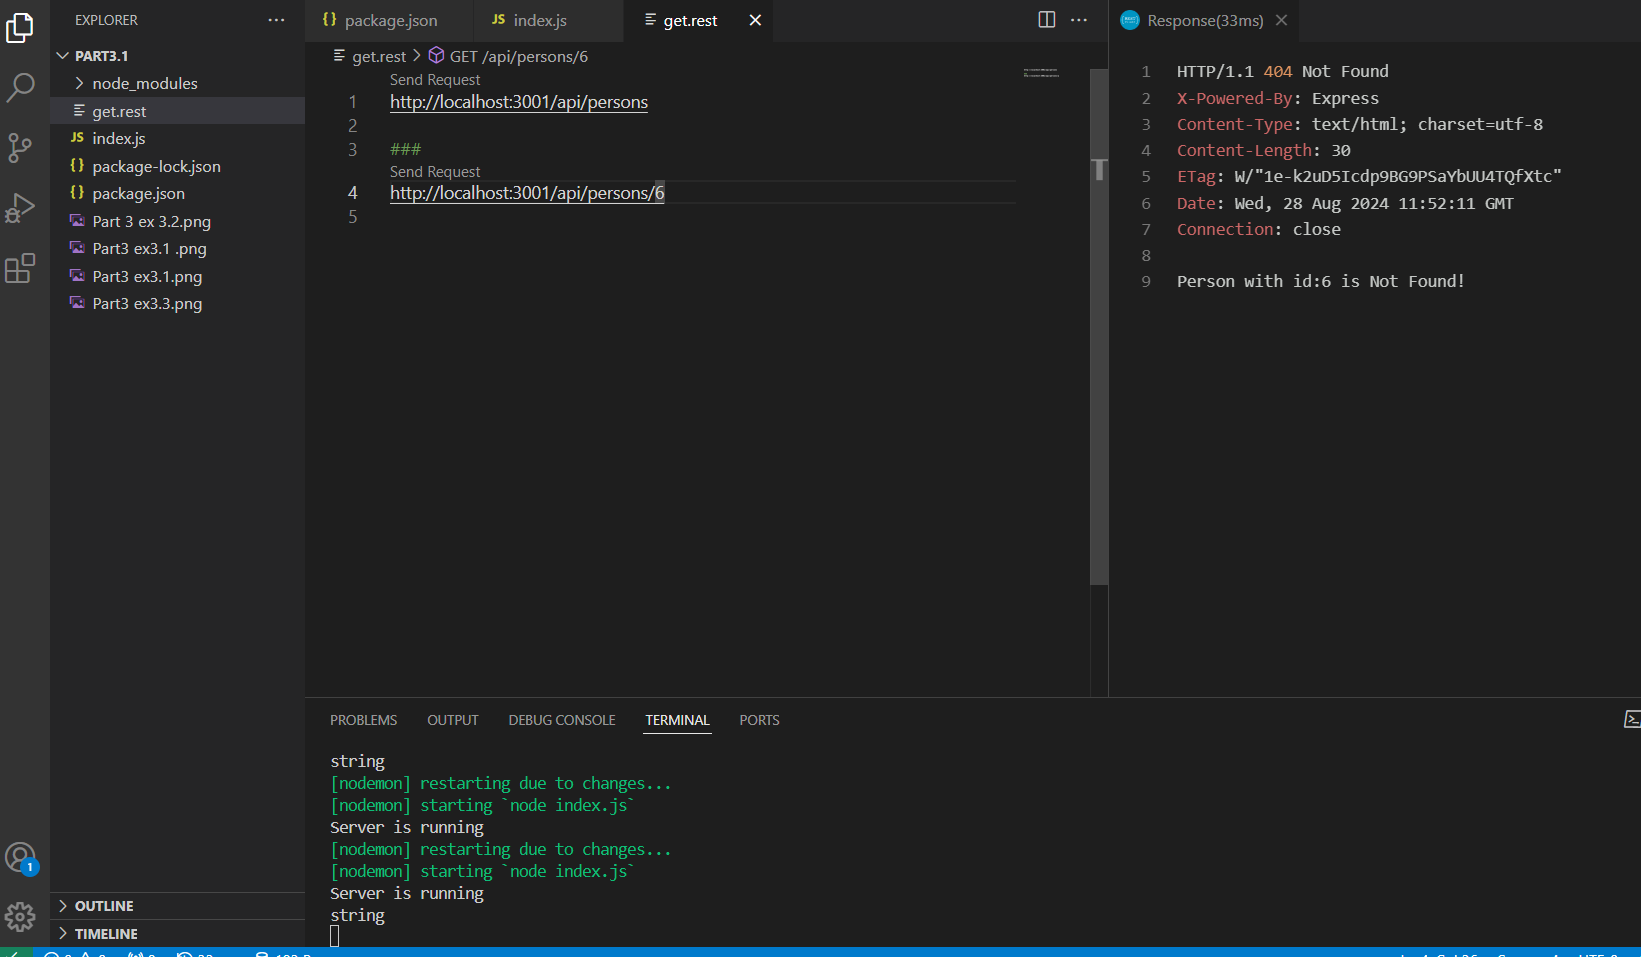 EXPLORER
PART3.1
node_modules
get.rest
JS index.js
{} package-lock.json
{} package.json
Part 3 ex 3.2.png
Part3 ex3.1 .png
Part3 ex3.1.png
Part3 ex3.3.png
OUTLINE
TIMELINE
1
{} package.json
JS index.js
get.rest
get.rest > GET /api/persons/6
Send Request
1 http://localhost:3001/api/persons
2
3 ###
Send Request
4 http://localhost:3001/api/persons/6
5
Response(33ms)
1 HTTP/1.1 404 Not Found
2 X-Powered-By: Express
3 Content-Type: text/html; charset=utf-8
4 Content-Length: 30
5 ETag: W/"1e-k2uD5Icdp9BG9PSaYbUU4TQfXtc"
6 Date: Wed, 28 Aug 2024 11:52:11 GMT
7 Connection: close
8
9 Person with id:6 is Not Found!
PROBLEMS OUTPUT DEBUG CONSOLE TERMINAL PORTS
string
[nodemon] restarting due to changes...
[nodemon] starting `node index.js`
Server is running
[nodemon] restarting due to changes...
[nodemon] starting `node index.js`
Server is running
string